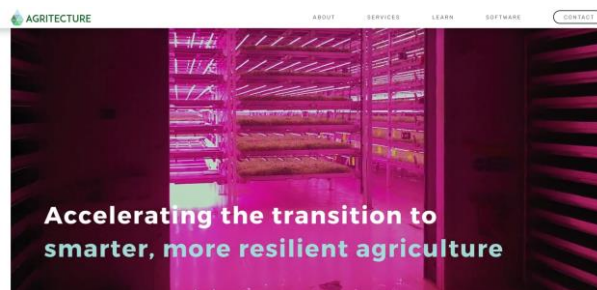 AGRITECTURE
ABOUT
SERVICES
LEARN
SOFTWARE
CONTACT
Accelerating the transition to
smarter, more resilient agriculture